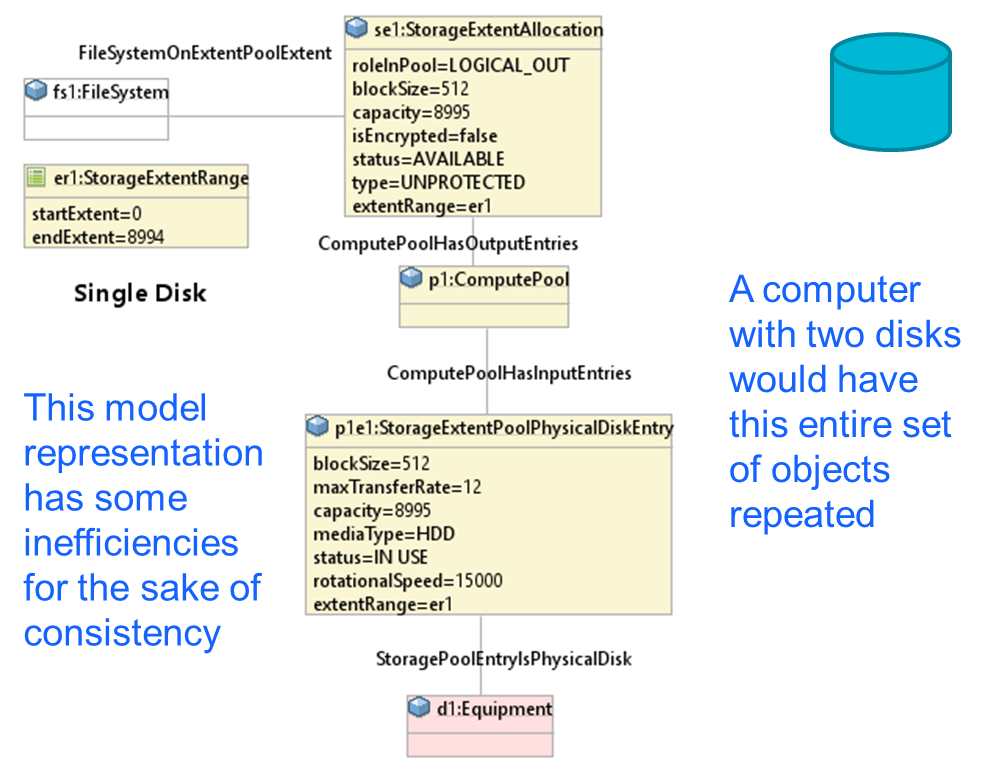 FileSystemOnExtentPoolExtent
fs1:FileSystem
se1:StorageExtentAllocation
roleInPool=LOGICAL_OUT
blockSize=512
capacity=8995
isEncrypted=false
status=AVAILABLE
type=UNPROTECTED
extentRange=er1
er1:StorageExtentRange
startExtent=0
endExtent=8994
Single Disk
ComputePoolHasOutputEntries
p1:ComputePool
ComputePoolHasInputEntries
p1e1:StorageExtentPoolPhysicalDiskEntry
blockSize=512
maxTransferRate=12
capacity=8995
mediaType=HDD
status=IN USE
rotationalSpeed=15000
extentRange=er1
StoragePoolEntryIsPhysicalDisk
d1:Equipment
This model
representation
has some
inefficiencies
for the sake of
consistency
A computer
with two disks
would have
this entire set
of objects
repeated